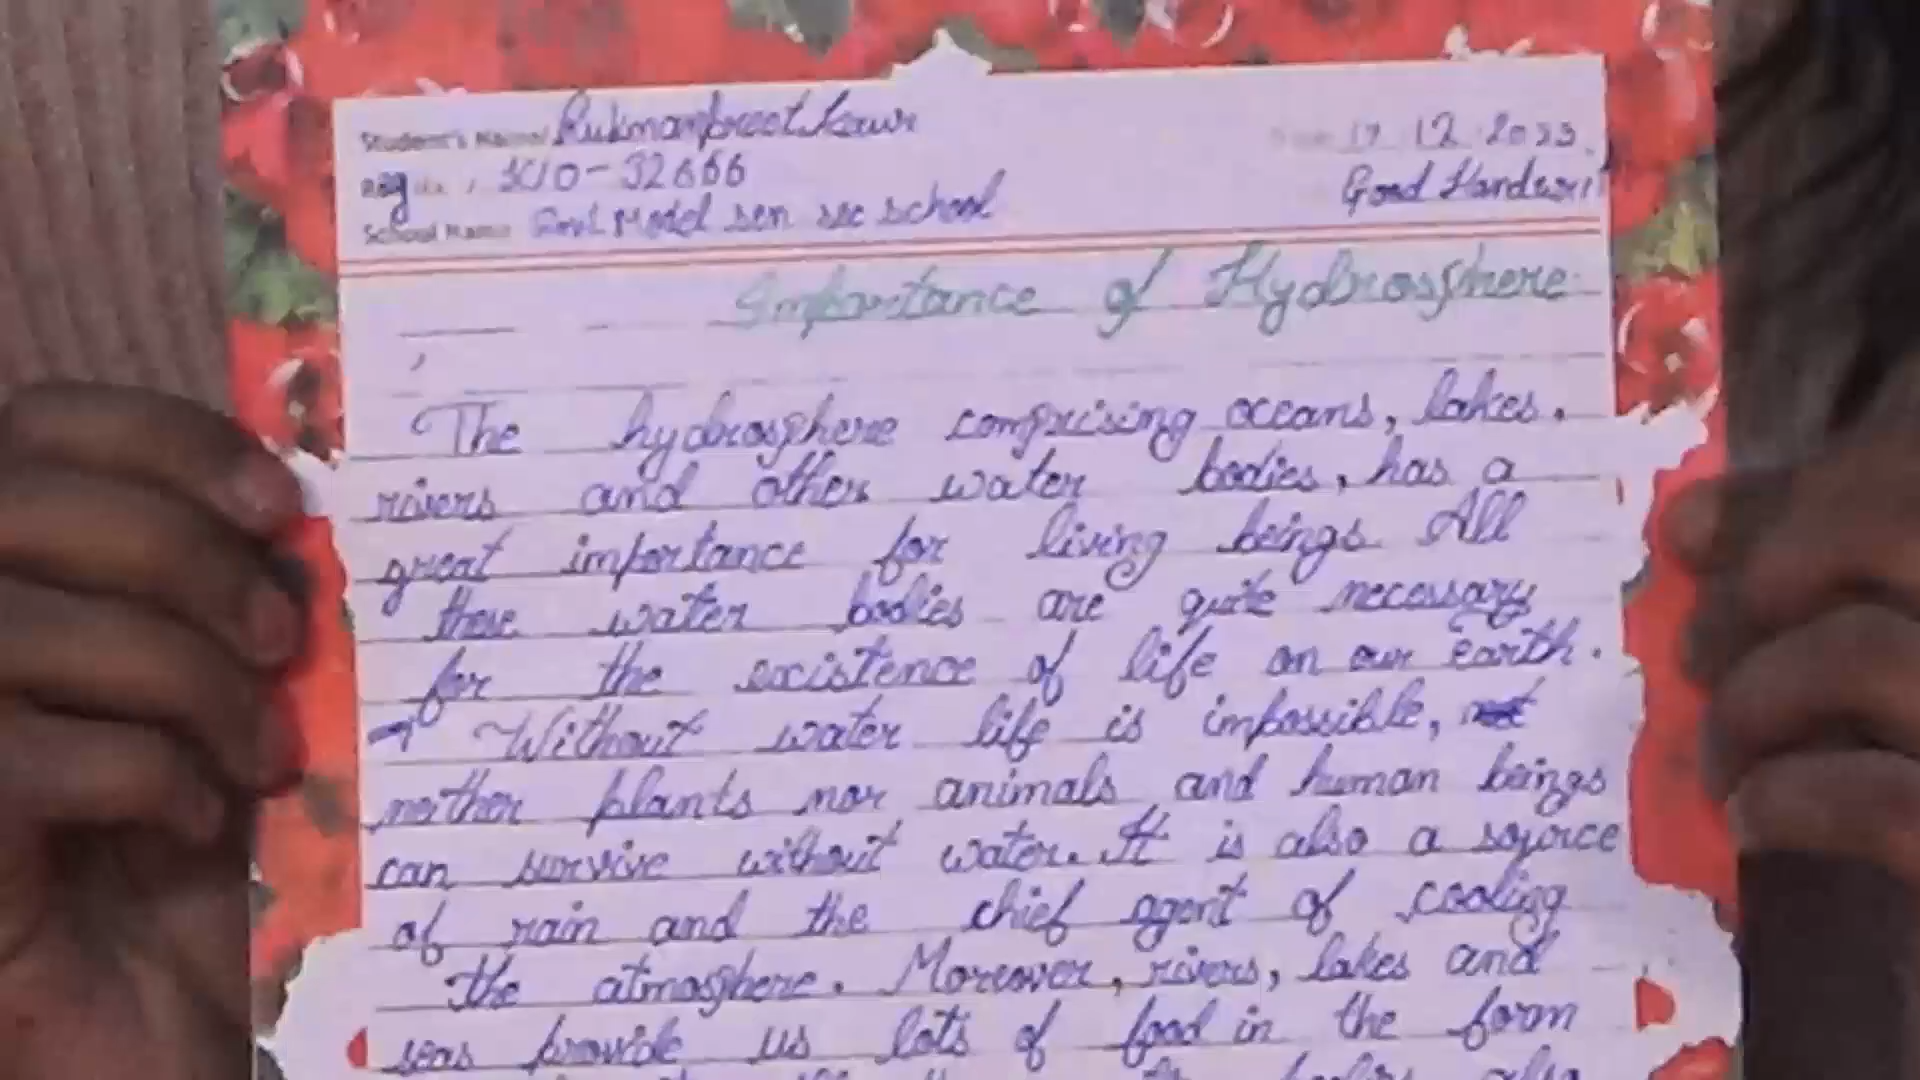 Student's Name Rukmanpreet Kaur
17.12.2023.
Reg No. SC10-32666
Good Handwri
School Name Govt Model sen sec school
Importance of Hydrosphere
The hydrosphere comprising oceans, lakes,
rivers and other water bodies, has a
great importance for living beings. All
these water bodies are quite necessary
for the existence of life on our earth.
→ Without water life is impossible,
neither plants nor animals and human beings
can survive without water. It is also a soyurce
of rain and the chief agent of cooligg
the atmosphere. Moreover, rivers, lakes and
seas provide us lots of food in the form